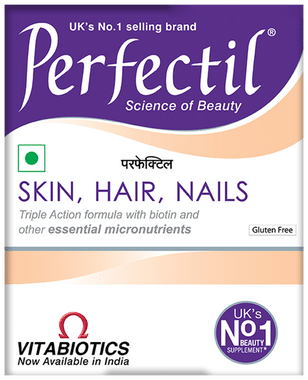 UK's No.1 selling brand
Perfectil®
Science of Beauty
परफेक्टिल
SKIN, HAIR, NAILS
Triple Action formula with biotin and
other essential micronutrients
Gluten Free
VITABIOTICS
Now Available in India
UK's
No1
BEAUTY
SUPPLEMENT*